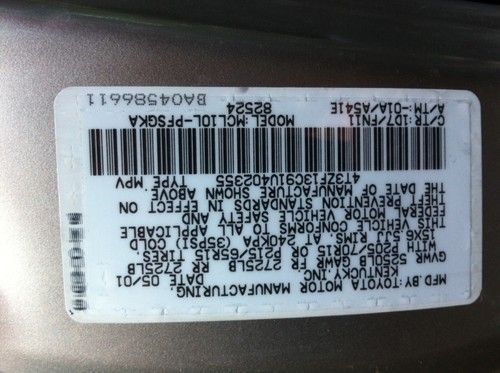 MFD.BY:TOYOTA MOTOR MANUFACTURING
KENTUCKY,INC. DATE 05/01
GVWR 5250LB GAWR FR 2725LB RR 2725LB
WITH P205/70R15 OR P215/65R15 TIRES.
15X6.5JJ RIMS, AT 240KPA (35PSI) COLD
THIS VEHICLE CONFORMS TO ALL APPLICABLE
FEDERAL MOTOR VEHICLE SAFETY AND
THEFT PREVENTION STANDARDS IN EFFECT ON
THE DATE OF MANUFACTURE SHOWN ABOVE.
4T3ZF13C91U402955 TYPE MPV
C/TR:1D7/FN11 MODEL:MCL10L-PFSGKA
A/TM:-01A/A541E 82524
BA04586611